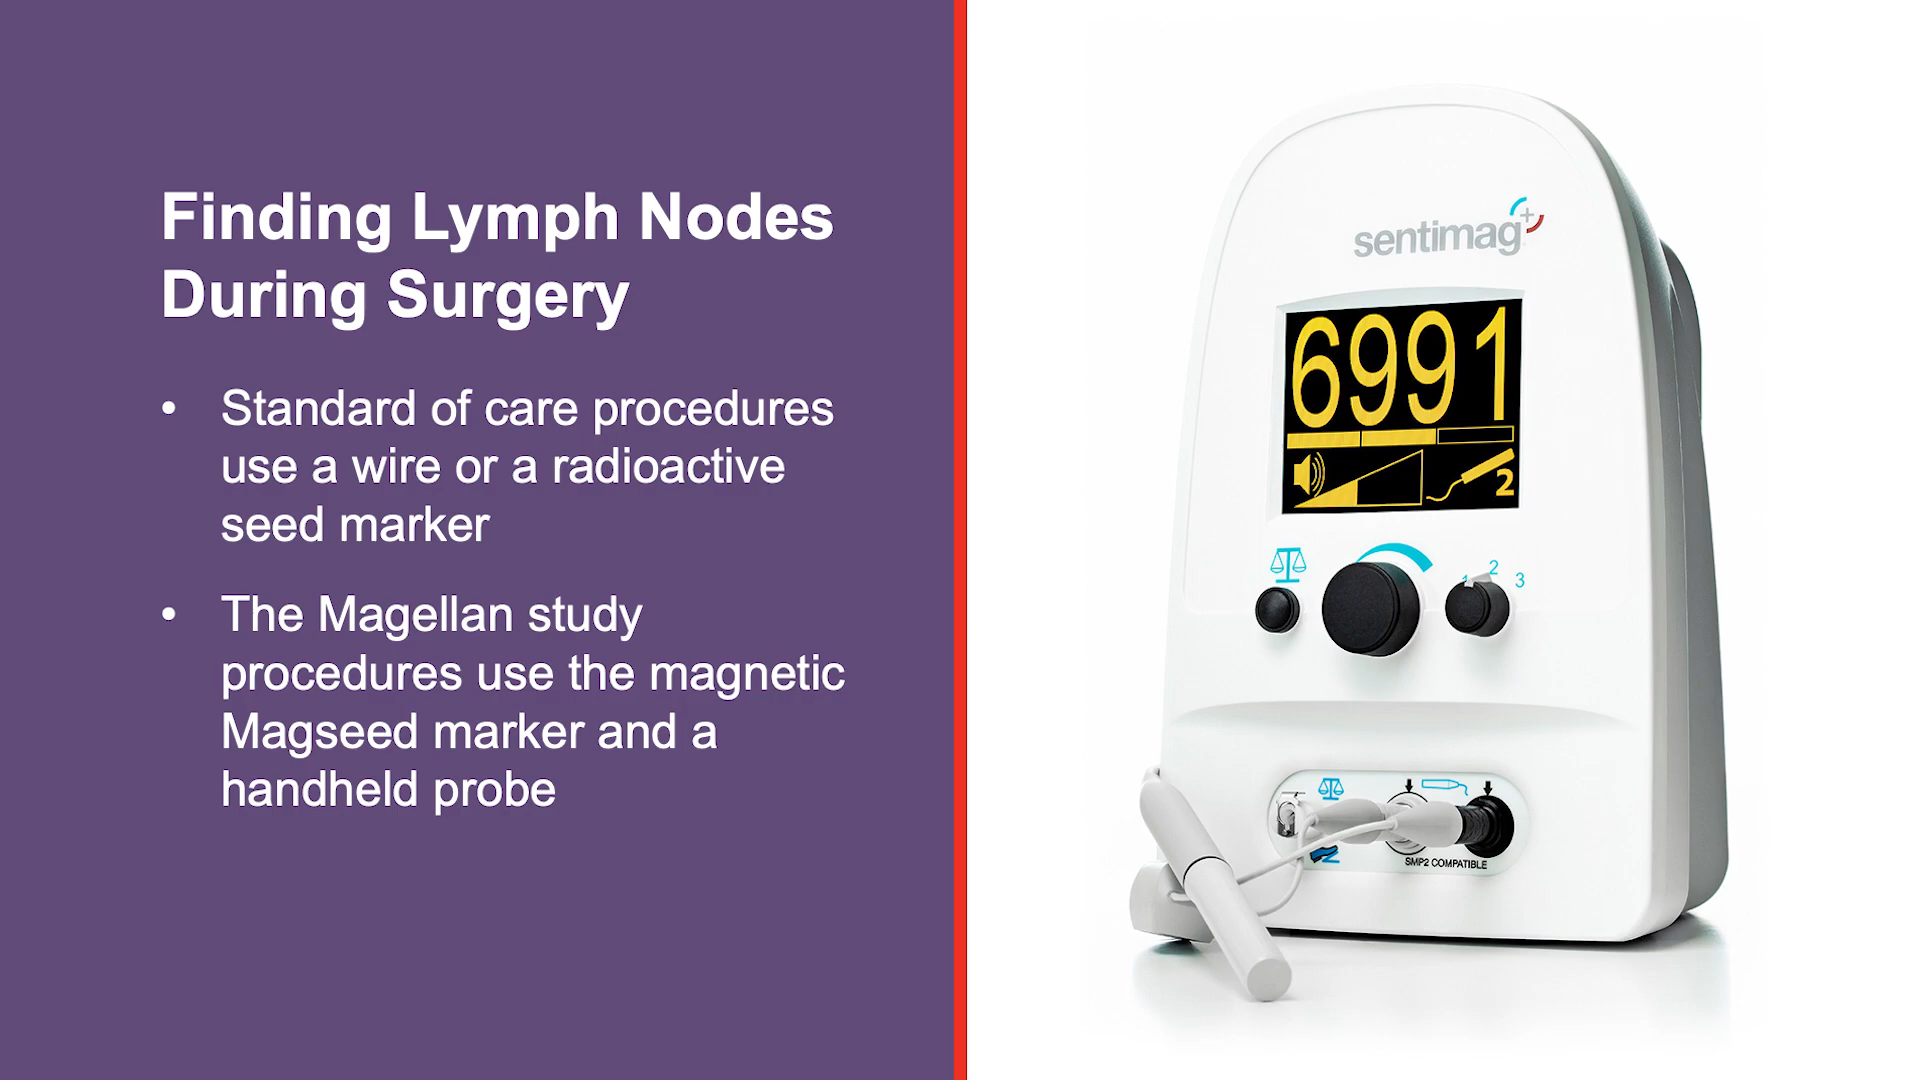 Finding Lymph Nodes
During Surgery
• Standard of care procedures
use a wire or a radioactive
seed marker
• The Magellan study
procedures use the magnetic
Magseed marker and a
handheld probe
sentimag+
6991
2
1 2 3
SMP2 COMPATIBLE